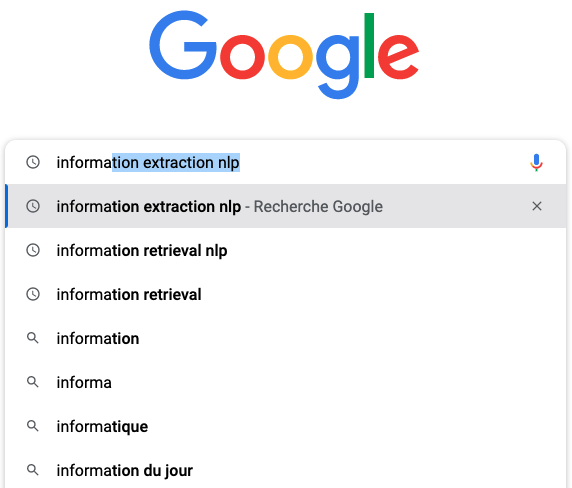 Google
information extraction nlp
information extraction nlp - Recherche Google
information retrieval nlp
information retrieval
information
informa
informatique
information du jour